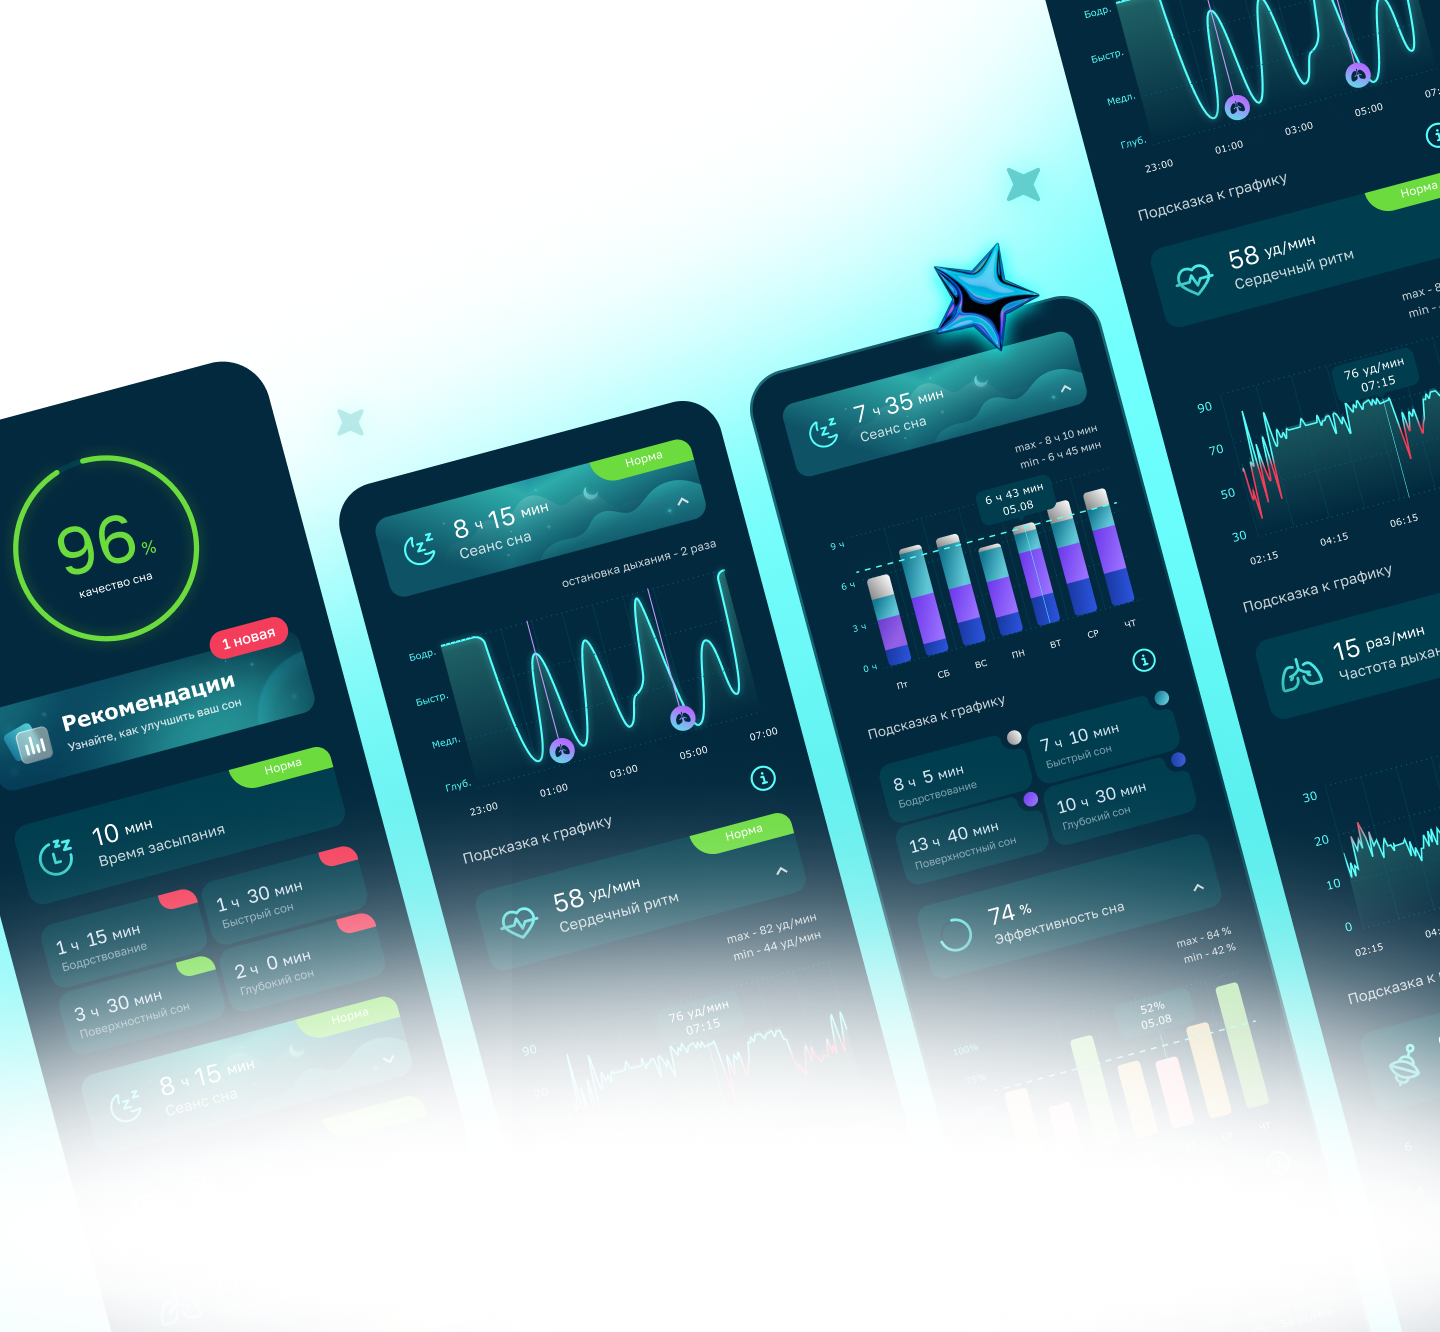 96 %
качество сна
1 новая
Рекомендации
Узнайте, как улучшить ваш сон
Норма
10 мин
Время засыпания
1 ч 15 мин
Бодрствование
1 ч 30 мин
Быстрый сон
3 ч 30 мин
Поверхностный сон
2 ч 0 мин
Глубокий сон
Норма
8 ч 15 мин
Сеанс сна
Норма
8 ч 15 мин
Сеанс сна
остановка дыхания - 2 раза
Бодр.
Быстр.
Медл.
Глуб.
23:00
01:00
03:00
05:00
07:00
Подсказка к графику
Норма
58 уд/мин
Сердечный ритм
max - 82 уд/мин
min - 44 уд/мин
76 уд/мин
07:15
90
70
7 ч 35 мин
Сеанс сна
max - 8 ч 10 мин
min - 6 ч 45 мин
6 ч 43 мин
05.08
9 ч
6 ч
3 ч
0 ч
Пт
СБ
ВС
ПН
ВТ
СР
ЧТ
Подсказка к графику
8 ч 5 мин
Бодрствование
7 ч 10 мин
Быстрый сон
13 ч 40 мин
Поверхностный сон
10 ч 30 мин
Глубокий сон
74 %
Эффективность сна
max - 84 %
min - 42 %
52%
05.08
100%
75%
ЧТ
Бодр.
Быстр.
Медл.
Глуб.
23:00
01:00
03:00
05:00
07:
Подсказка к графику
Норма
58 уд/мин
Сердечный ритм
max - 8
min -
76 уд/мин
07:15
90
70
50
30
02:15
04:15
06:15
Подсказка к графику
15 раз/мин
Частота дыхан
30
20
10
0
02:15
04:
Подсказка к
6